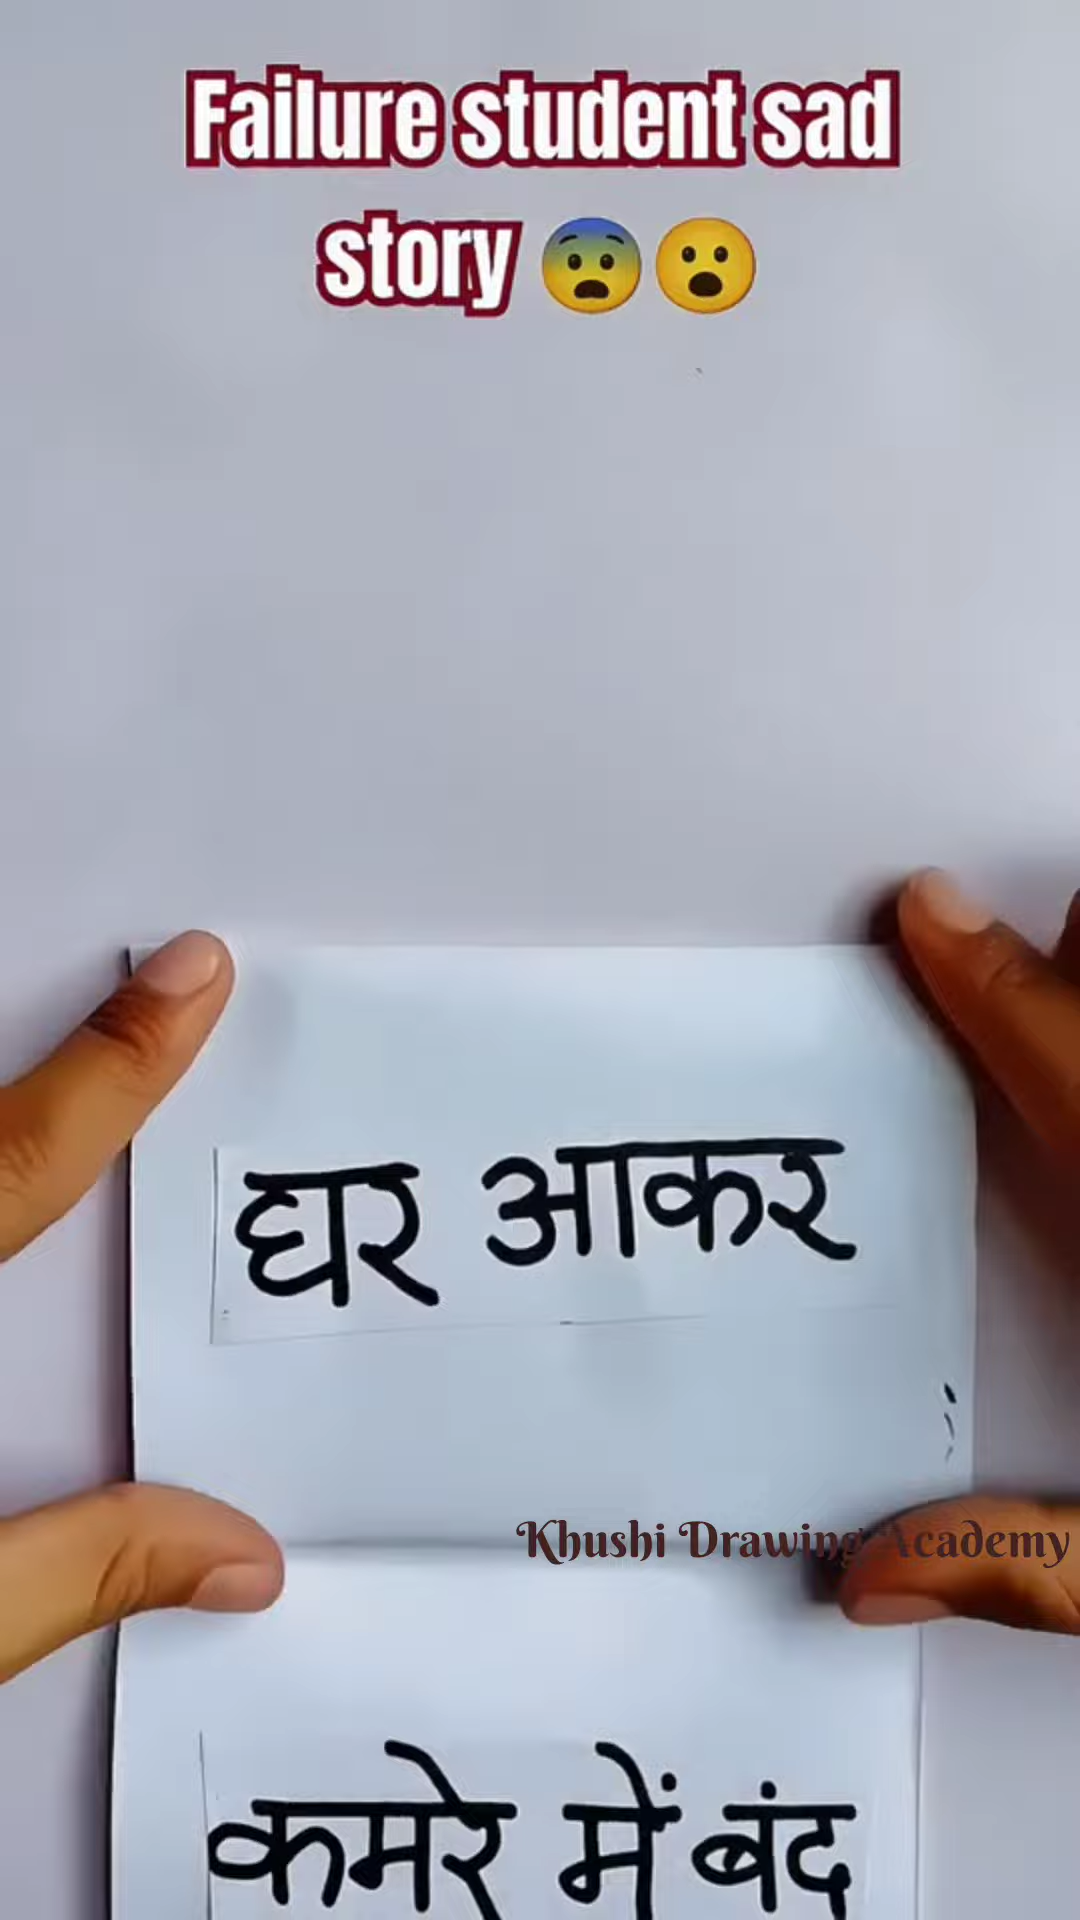 Failure student sad
story 😨😮
घर आकर
Khushi Drawing Academy
कमरे में बंद